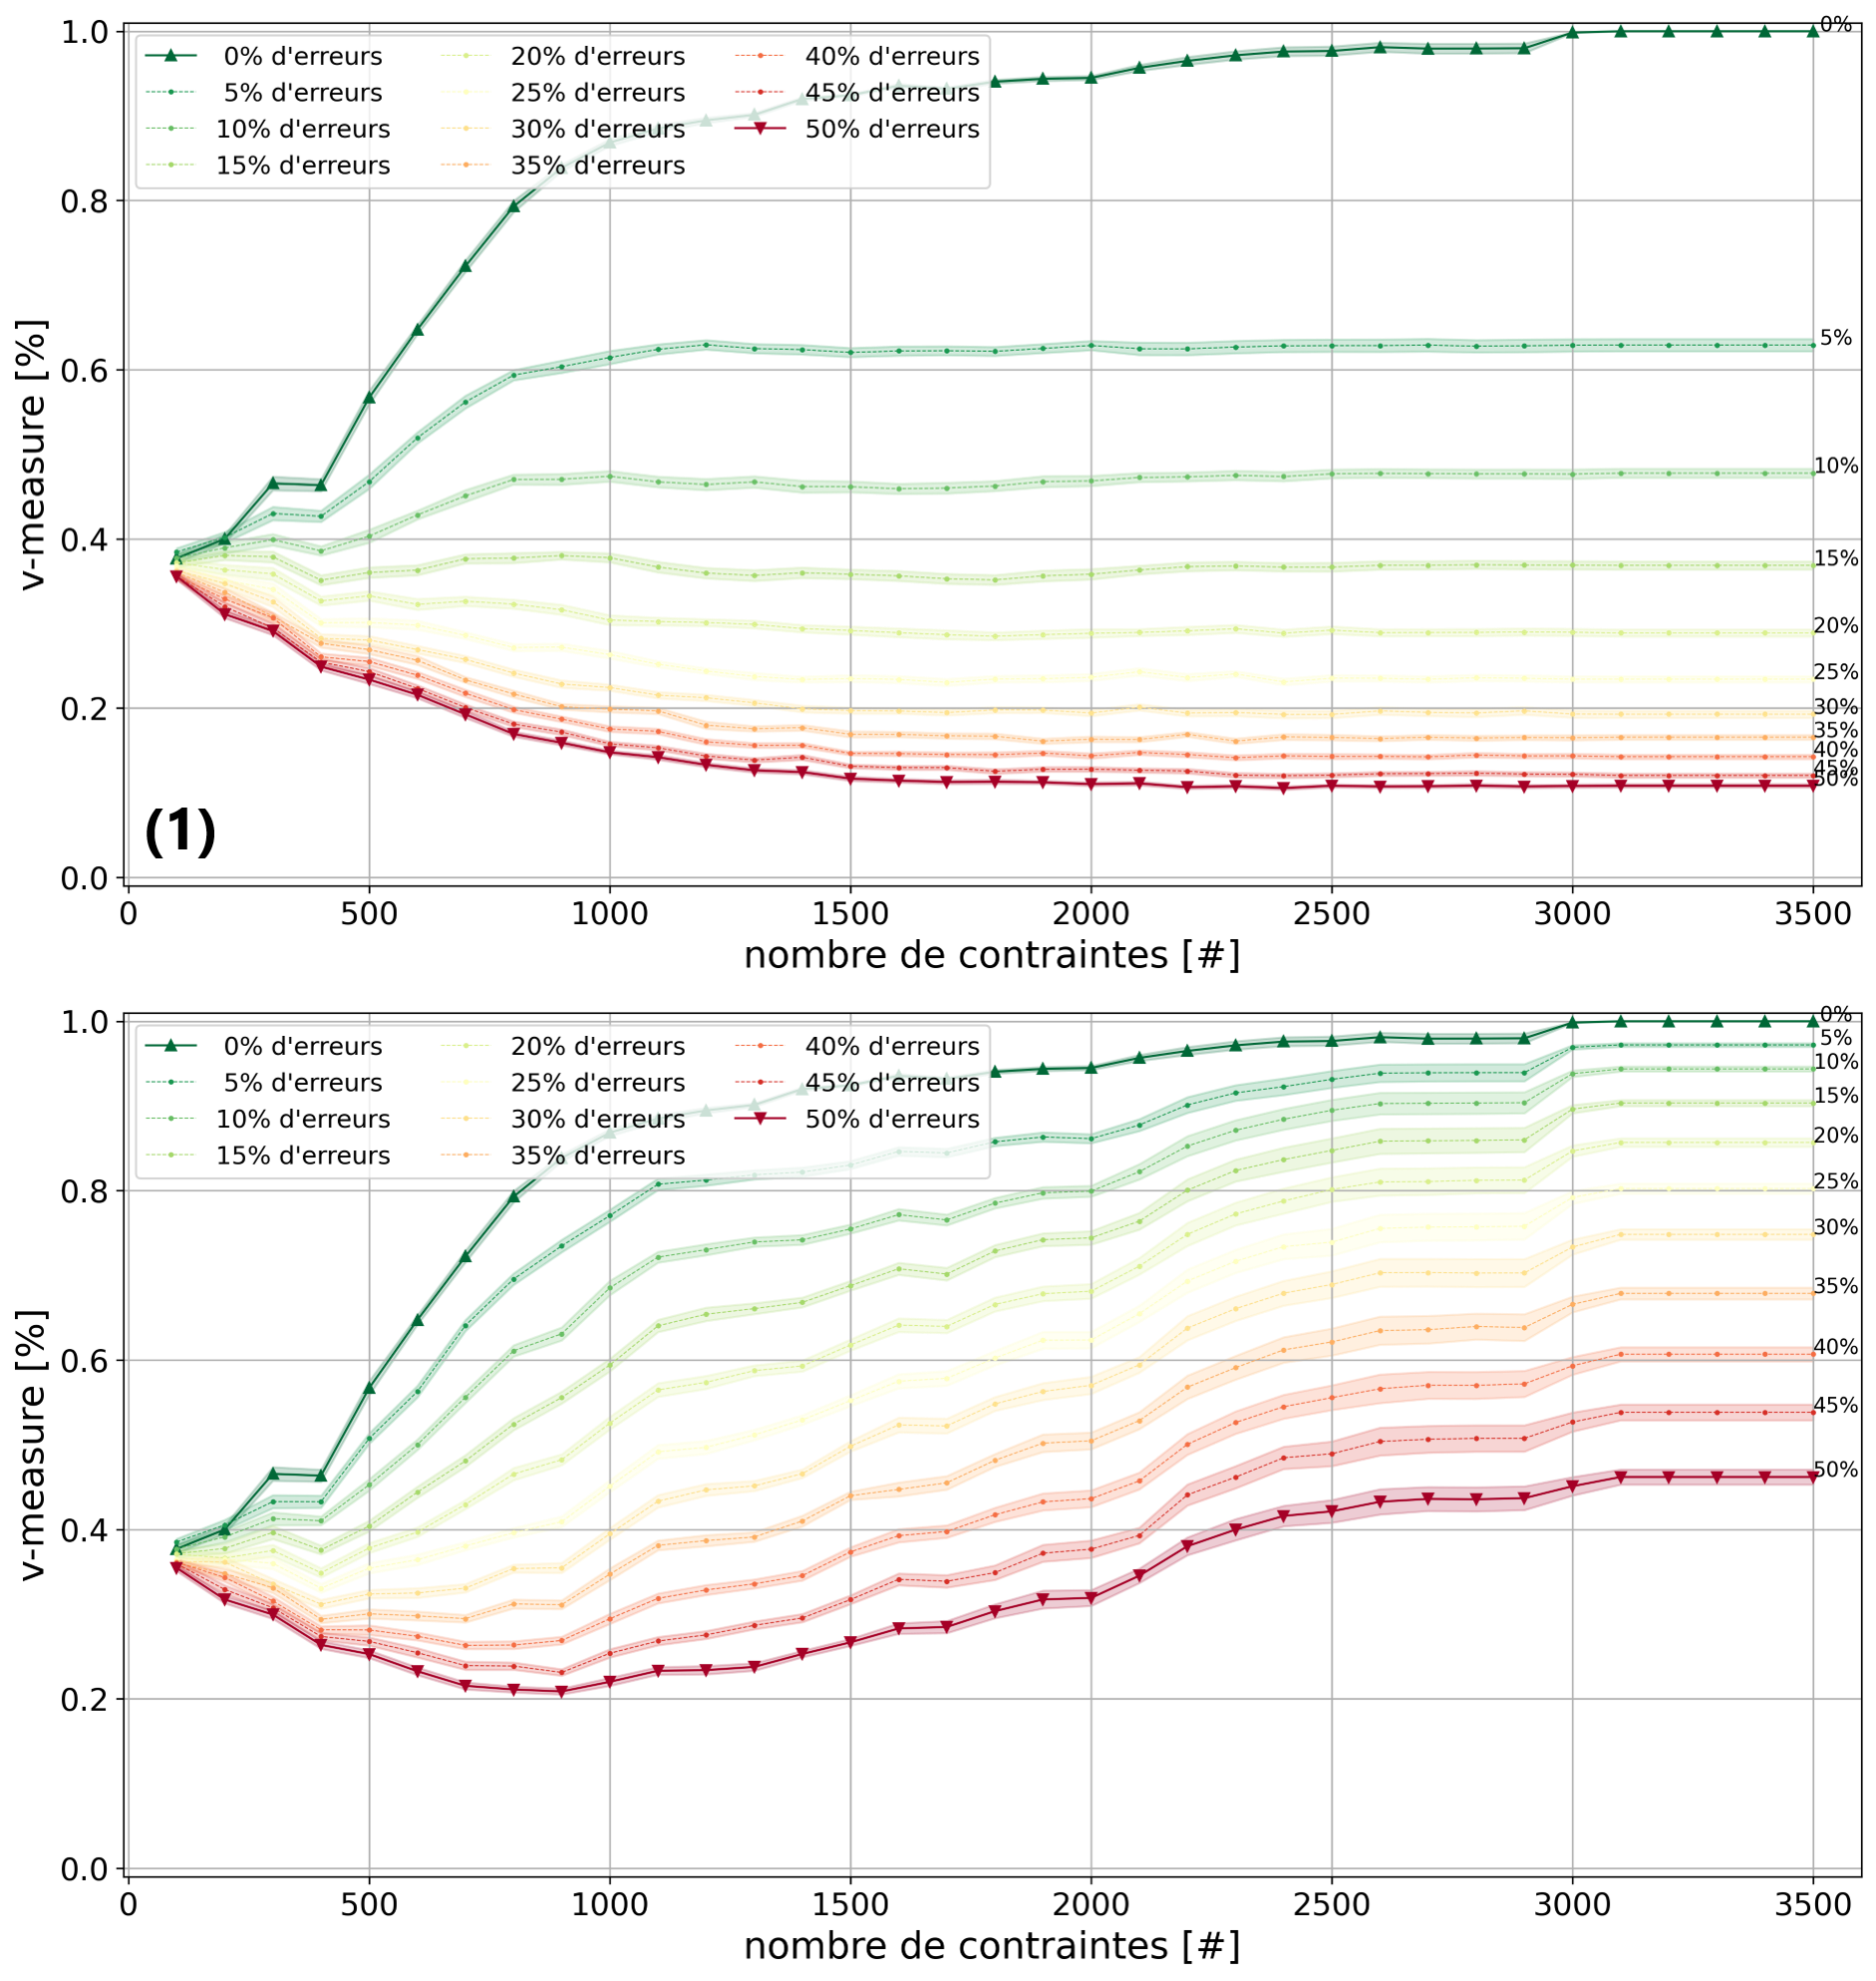 1.0
0.8
0.6
0.4
0.2
0.0
v-measure [%]
0% d'erreurs
5% d'erreurs
10% d'erreurs
15% d'erreurs
20% d'erreurs
25% d'erreurs
30% d'erreurs
35% d'erreurs
40% d'erreurs
45% d'erreurs
50% d'erreurs
0%
5%
10%
15%
20%
25%
30%
35%
40%
45%
50%
(1)
0 500 1000 1500 2000 2500 3000 3500
nombre de contraintes [#]
1.0
0.8
0.6
0.4
0.2
0.0
v-measure [%]
0% d'erreurs
5% d'erreurs
10% d'erreurs
15% d'erreurs
20% d'erreurs
25% d'erreurs
30% d'erreurs
35% d'erreurs
40% d'erreurs
45% d'erreurs
50% d'erreurs
0%
5%
10%
15%
20%
25%
30%
35%
40%
45%
50%
0 500 1000 1500 2000 2500 3000 3500
nombre de contraintes [#]